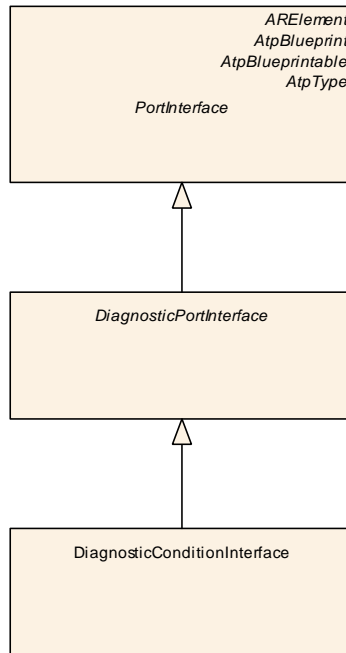 ARElement
AtpBlueprint
AtpBlueprintable
AtpType
PortInterface
DiagnosticPortInterface
DiagnosticConditionInterface